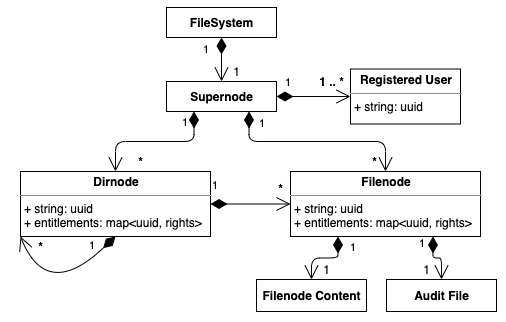 FileSystem
1
1
Supernode
1
1 .. *
Registered User
+ string: uuid
1
1
*
*
Dirnode
+ string: uuid
+ entitlements: map<uuid, rights>
1
*
Filenode
+ string: uuid
+ entitlements: map<uuid, rights>
*
1
1
1
1
1
Filenode Content
Audit File